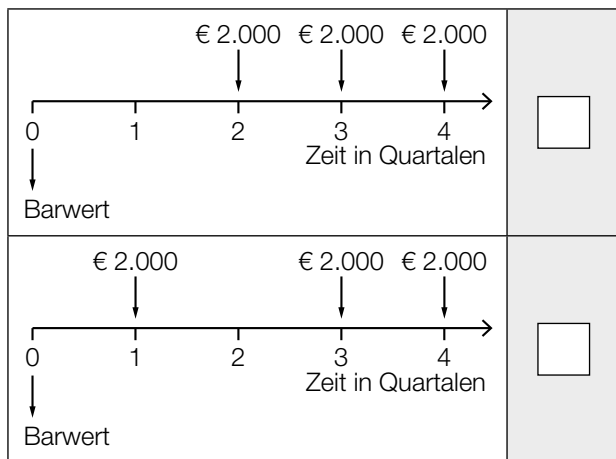 € 2.000 € 2.000 € 2.000
0 1 2 3 4
Zeit in Quartalen
Barwert
€ 2.000 € 2.000 € 2.000
0 1 2 3 4
Zeit in Quartalen
Barwert